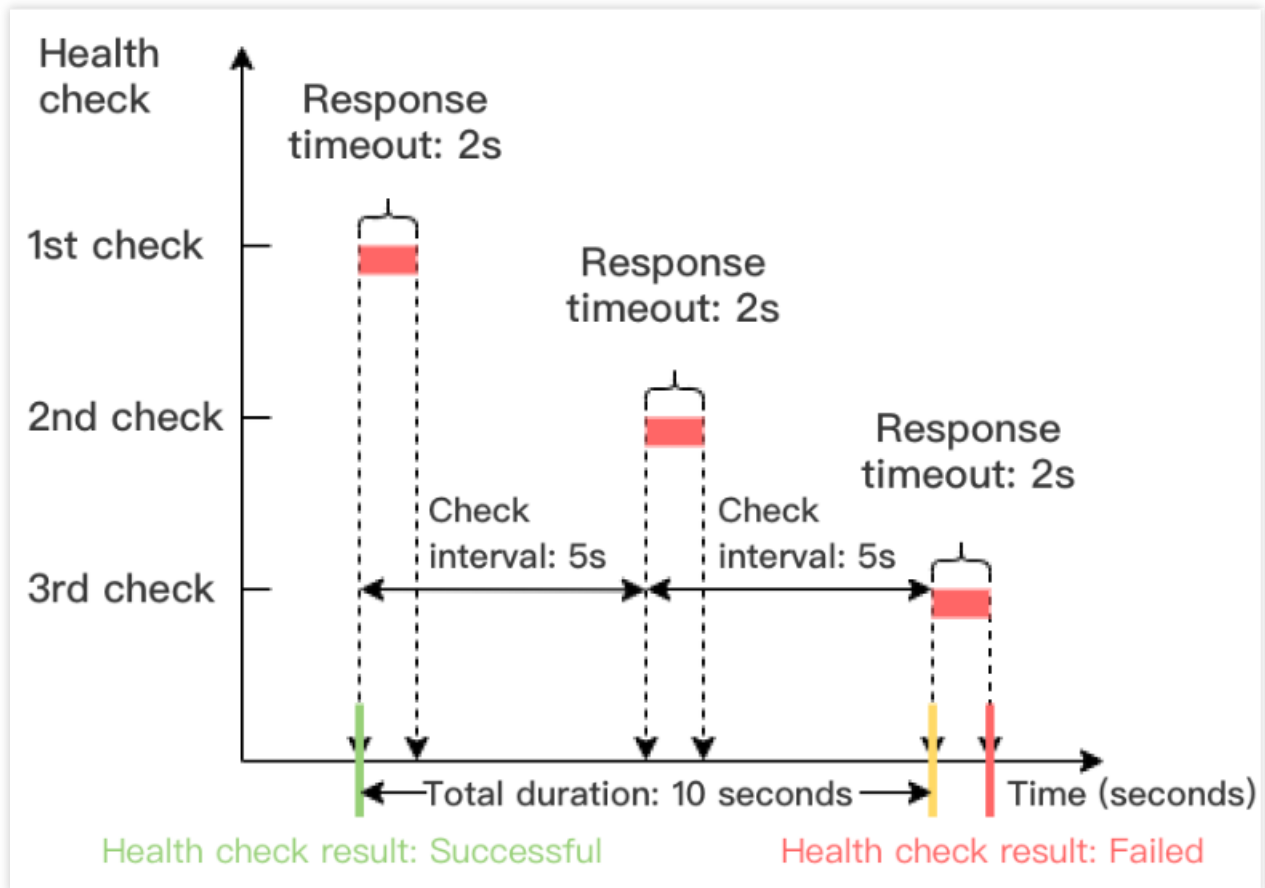 Health
check
Response
timeout: 2s
1st check
Response
timeout: 2s
2nd check
Response
timeout: 2s
Check
interval: 5s
Check
interval: 5s
3rd check
Total duration: 10 seconds
Time (seconds)
Health check result: Successful
Health check result: Failed